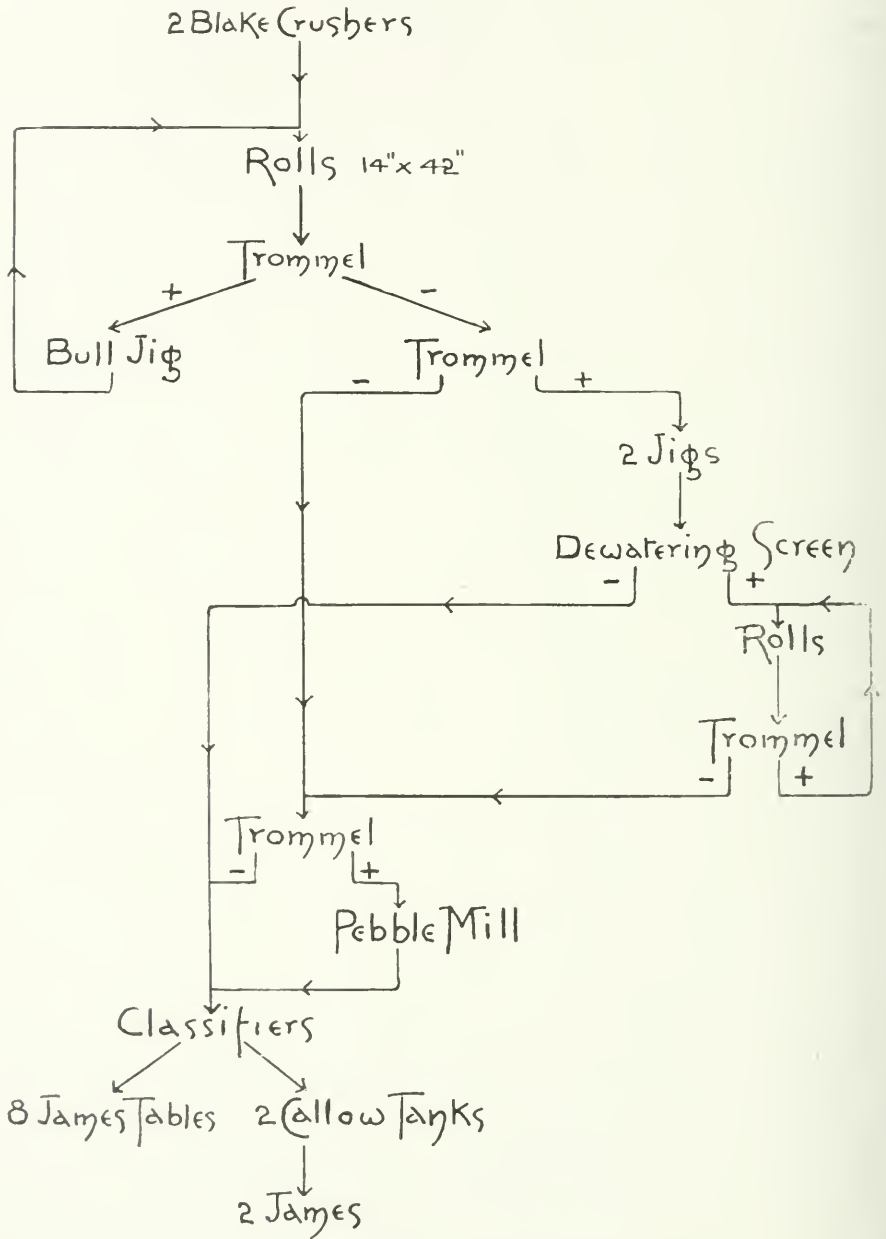 2 Blake Crushers
Rolls 14" x 42"
Trommel
+ -
Bull Jig Trommel
- +
2 Jigs
Dewatering Screen
- +
Rolls
Trommel
- +
Trommel
- +
Pebble Mill
Classifiers
8 James Tables 2 Callow Tanks
2 James